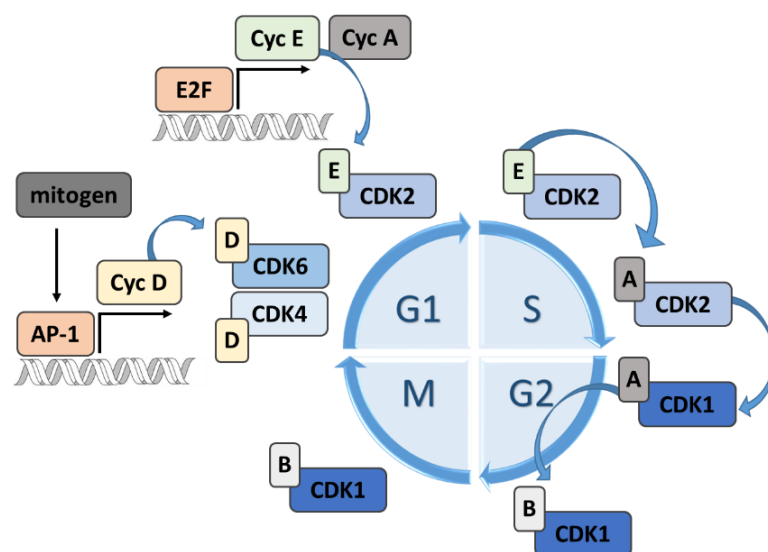 Cyc E
Cyc A
E2F
E
CDK2
E
CDK2
mitogen
D
CDK6
Cyc D
CDK4
D
AP-1
G1
S
M
G2
A
CDK2
A
CDK1
B
CDK1
B
CDK1